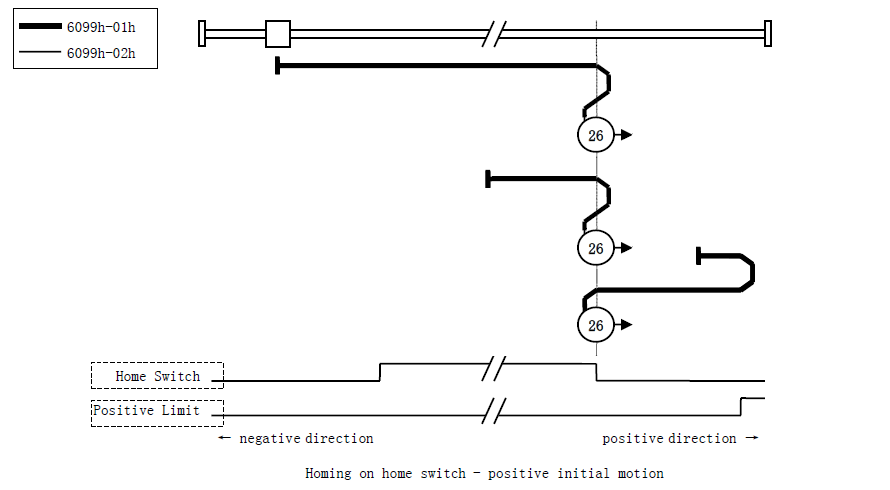 6099h-01h
6099h-02h
26
26
26
Home Switch
Positive Limit
← negative direction
positive direction →
Homing on home switch - positive initial motion